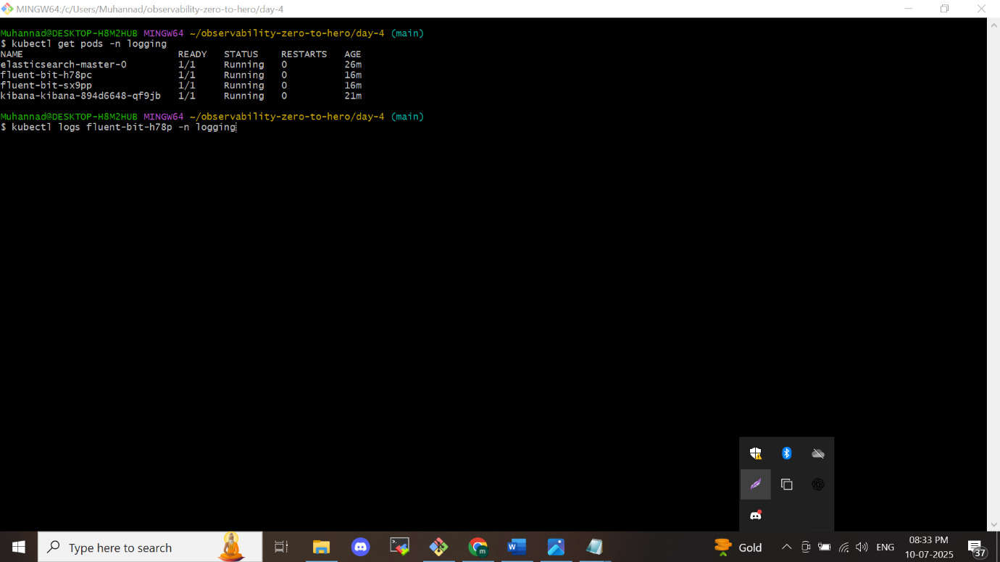 MINGW64:/c/Users/Muhannad/observability-zero-to-hero/day-4
Muhannad@DESKTOP-H8M2HUB MINGW64 ~/observability-zero-to-hero/day-4 (main)
$ kubectl get pods -n logging
NAME READY STATUS RESTARTS AGE
elasticsearch-master-0 1/1 Running 0 26m
fluent-bit-h78pc 1/1 Running 0 16m
fluent-bit-sx9pp 1/1 Running 0 16m
kibana-kibana-894d6648-qf9jb 1/1 Running 0 21m
Muhannad@DESKTOP-H8M2HUB MINGW64 ~/observability-zero-to-hero/day-4 (main)
$ kubectl logs fluent-bit-h78p -n logging
Type here to search
Gold
ENG
08:33 PM
10-07-2025
37